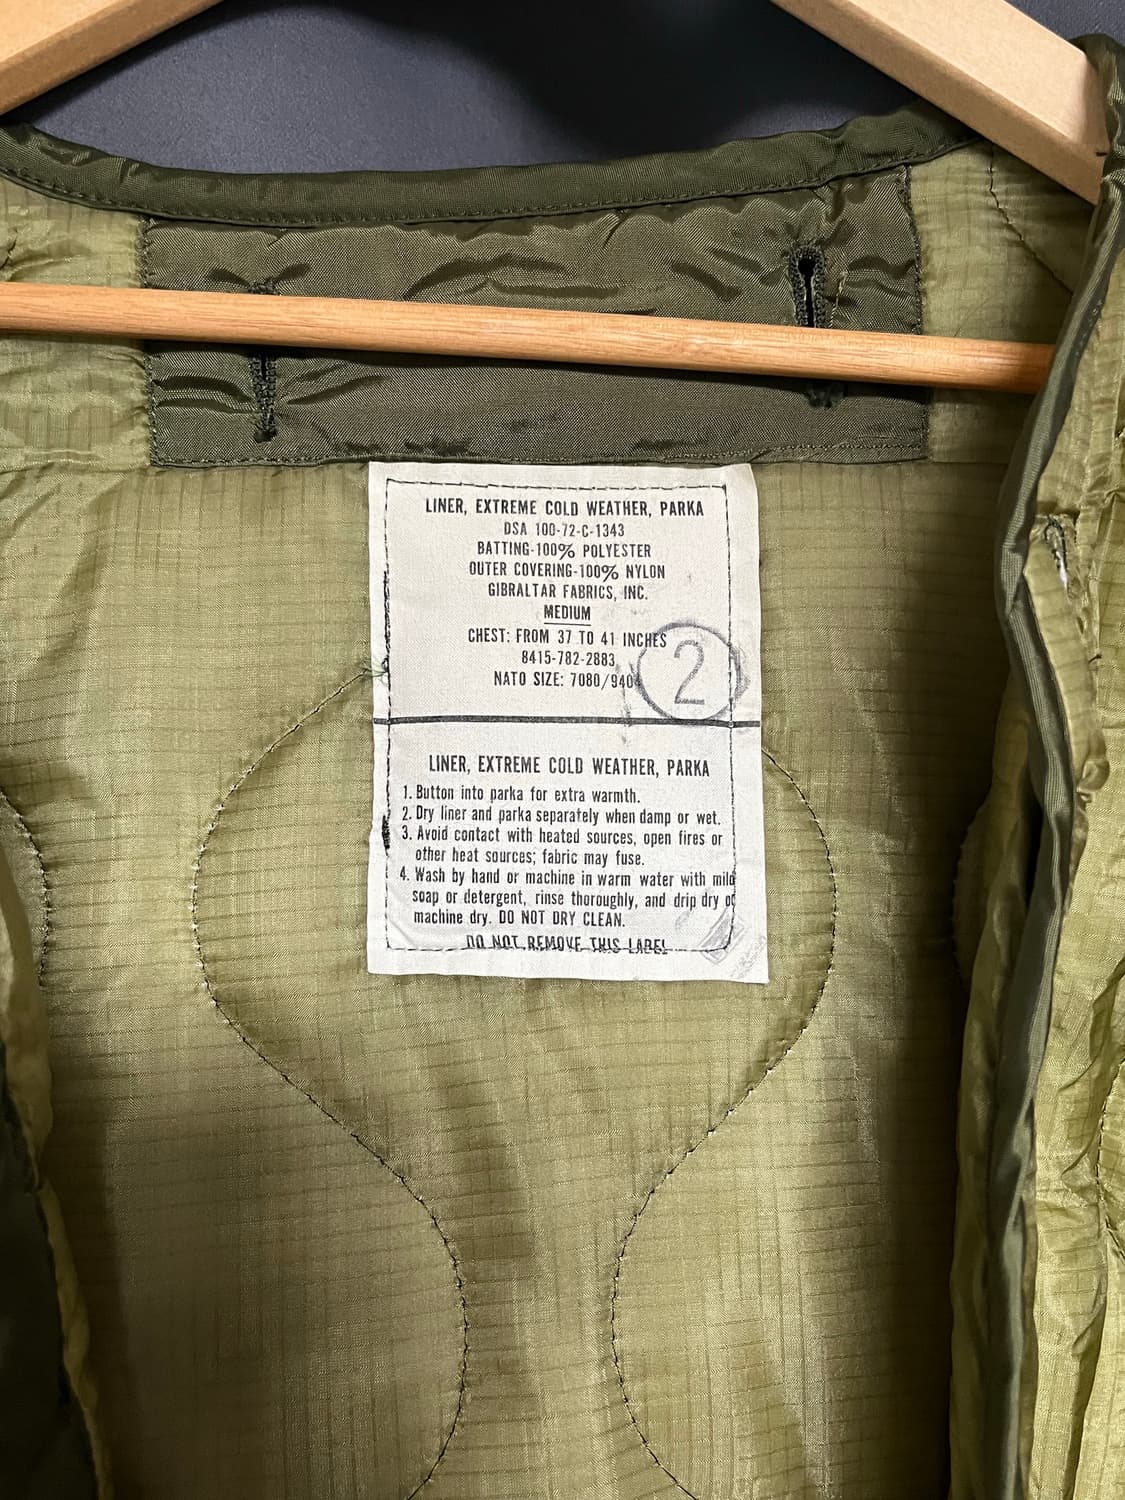 LINER, EXTREME COLD WEATHER, PARKA
DSA 100-72-C-1343
BATTING-100% POLYESTER
OUTER COVERING-100% NYLON
GIBRALTAR FABRICS, INC.
MEDIUM
CHEST: FROM 37 TO 41 INCHES
8415-782-2883
NATO SIZE: 7080/9404
2
LINER, EXTREME COLD WEATHER, PARKA
1. Button into parka for extra warmth.
2. Dry liner and parka separately when damp or wet.
3. Avoid contact with heated sources, open fires or
other heat sources; fabric may fuse.
4. Wash by hand or machine in warm water with mild
soap or detergent, rinse thoroughly, and drip dry or
machine dry. DO NOT DRY CLEAN.
DO NOT REMOVE THIS LABEL